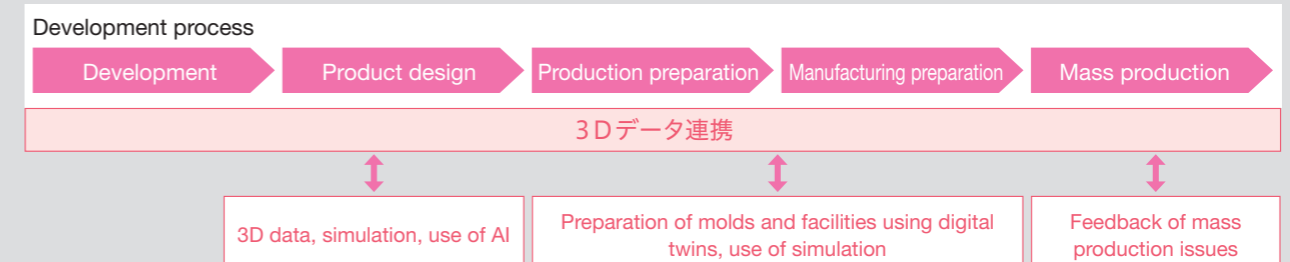 Development process
Development
Product design
Production preparation
Manufacturing preparation
Mass production
３Ｄデータ連携
3D data, simulation, use of AI
Preparation of molds and facilities using digital
twins, use of simulation
Feedback of mass
production issues